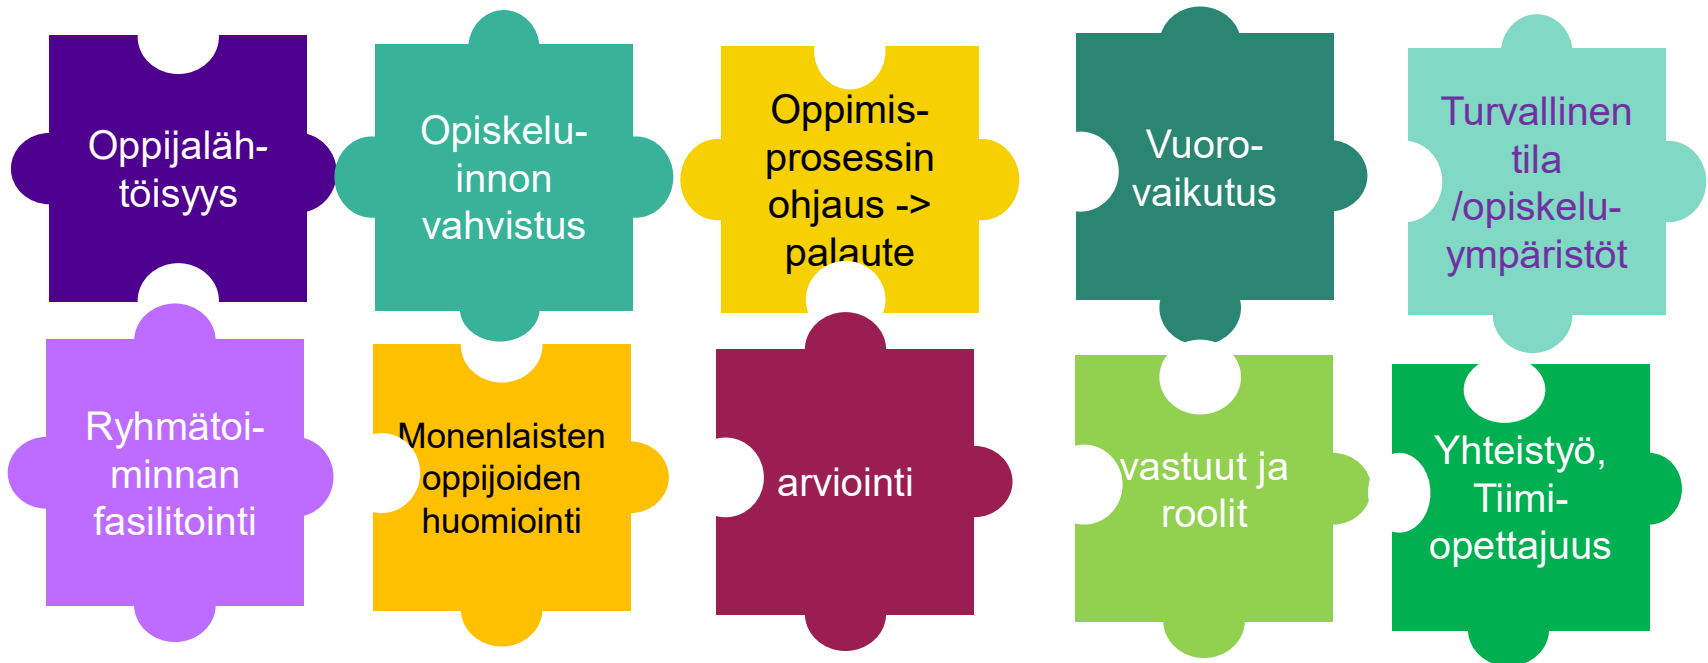 Oppijaläh-
töisyys
Opiskelu-
innon
vahvistus
Oppimis-
prosessin
ohjaus ->
palaute
Vuoro-
vaikutus
Turvallinen
tila
/opiskelu-
ympäristöt
Ryhmätoi-
minnan
fasilitointi
Monenlaisten
oppijoiden
huomiointi
arviointi
vastuut ja
roolit
Yhteistyö,
Tiimi-
opettajuus